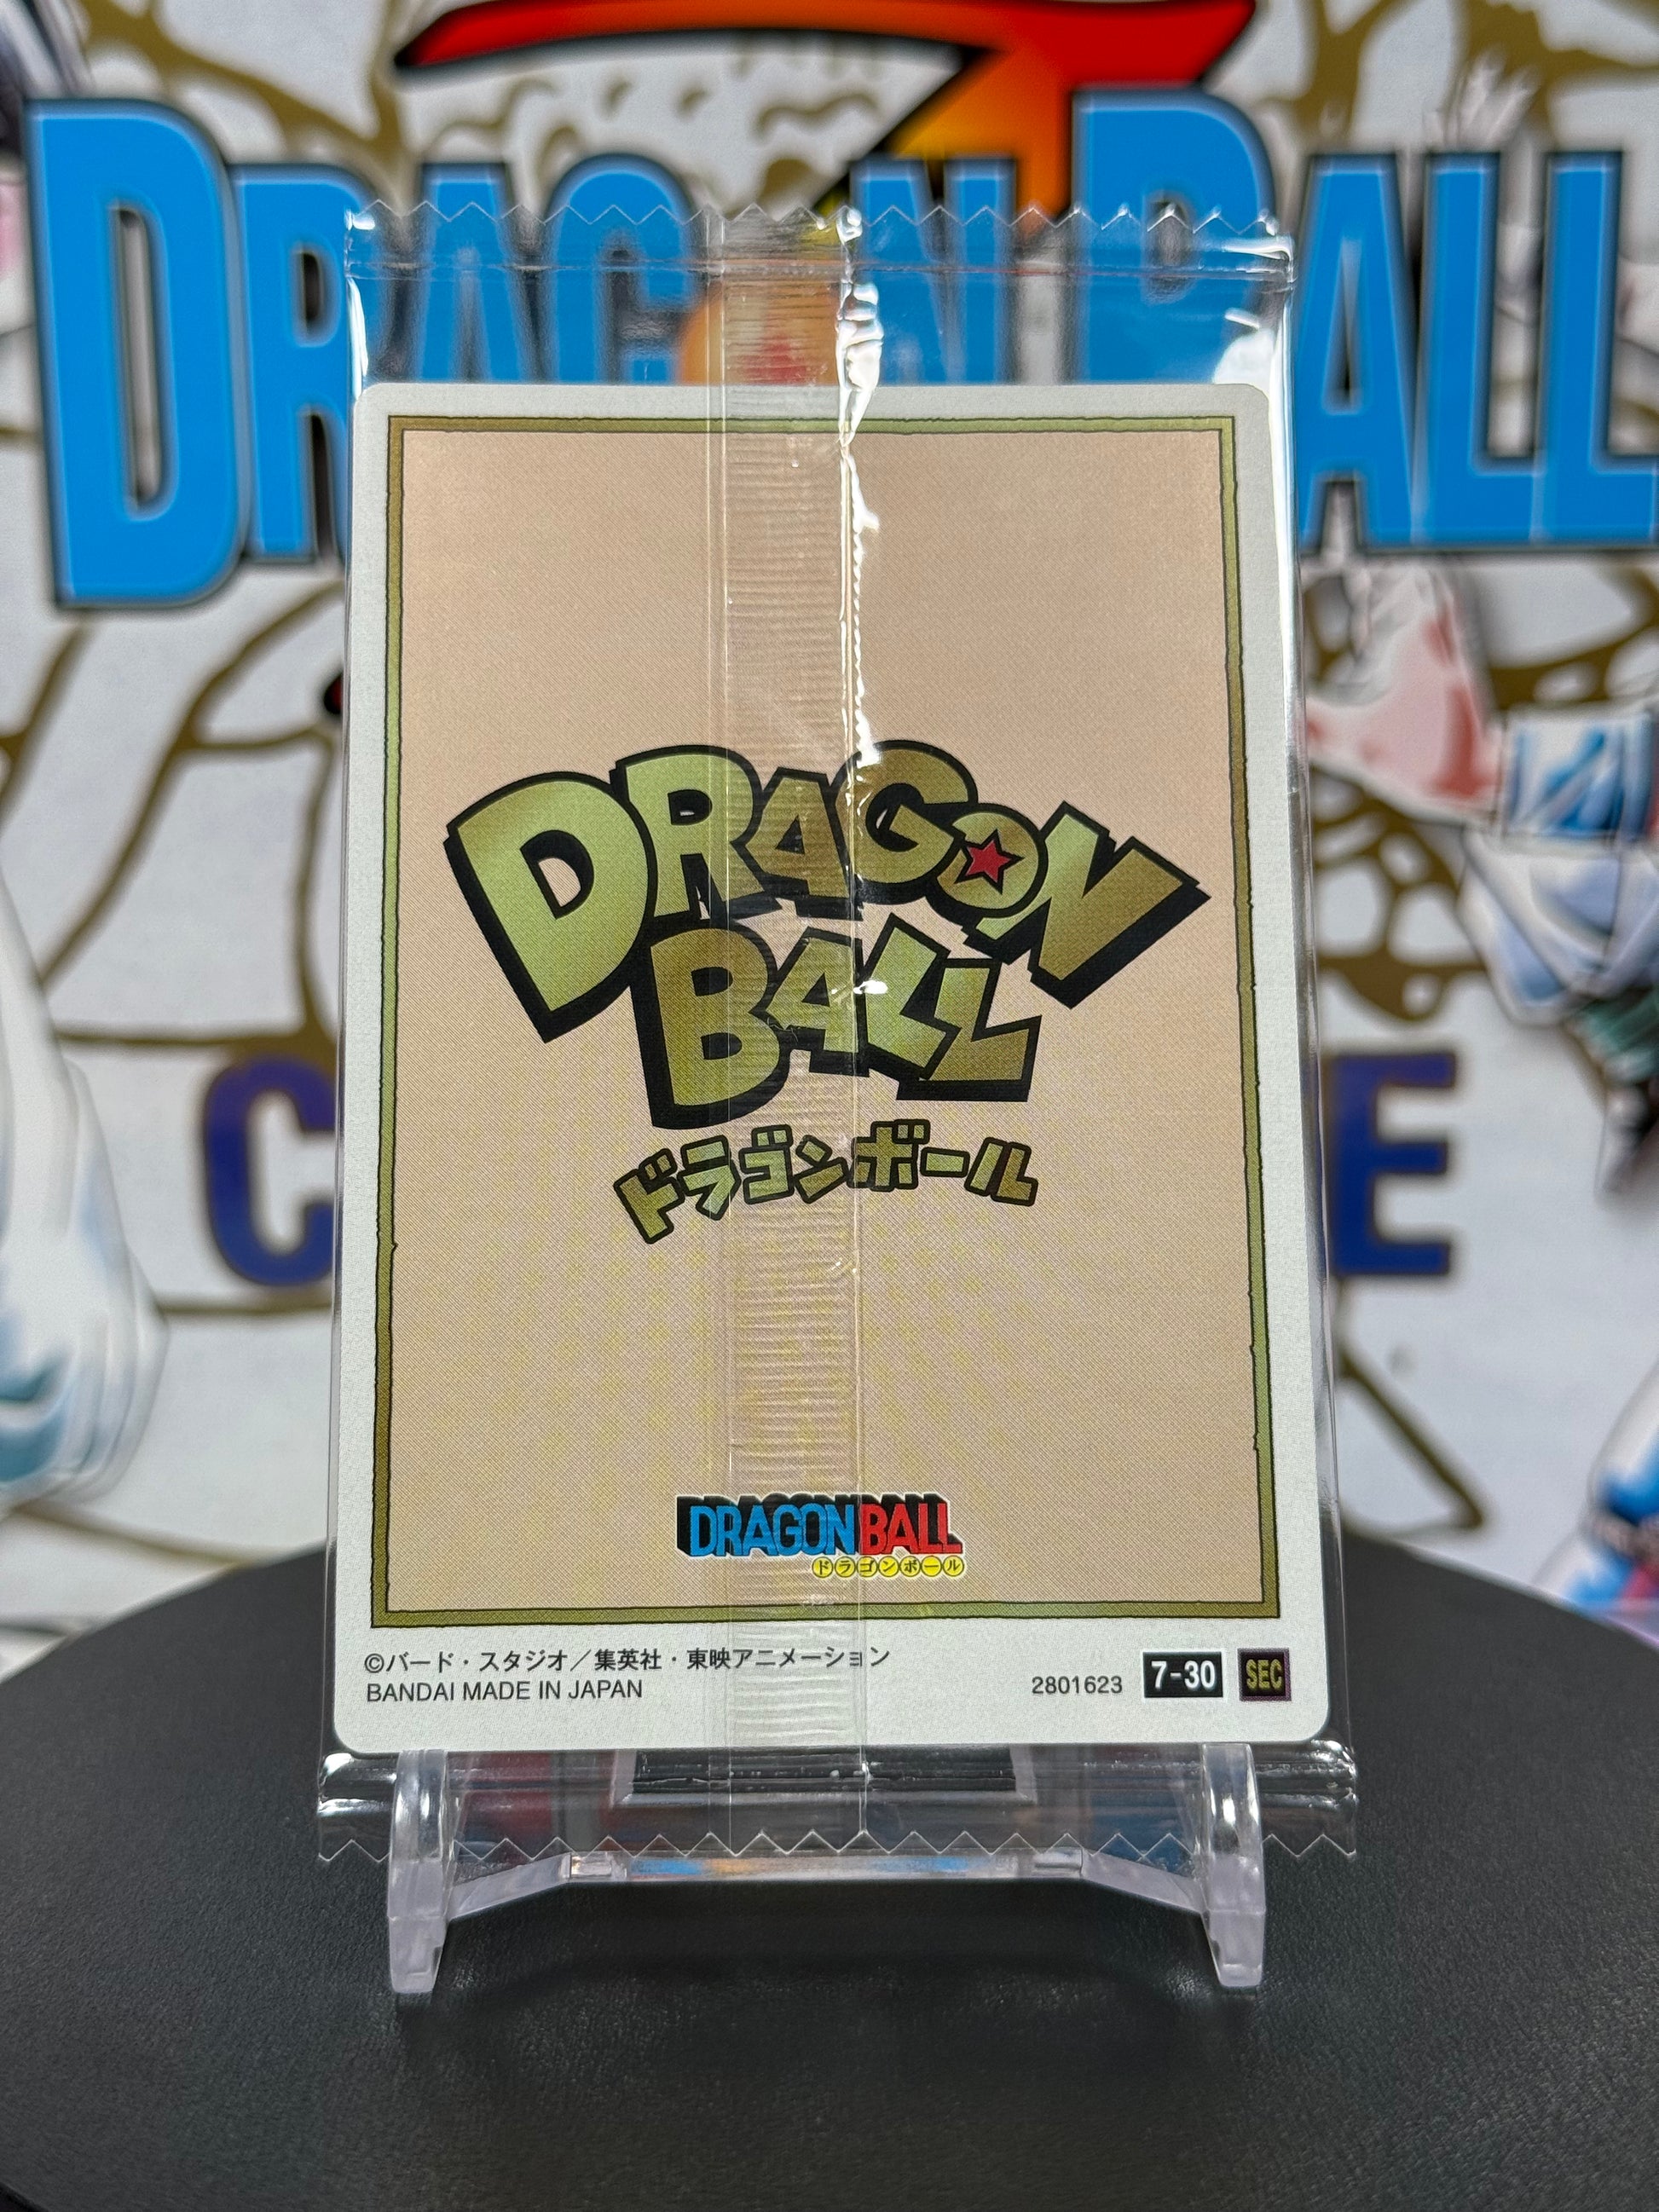 DRAGON BALL
C
E
DRAGON
BALL
ドラゴンボール
DRAGONBALL
ドラゴンボール
©バード・スタジオ／集英社・東映アニメーション
BANDAI MADE IN JAPAN
2801623 7-30 SEC